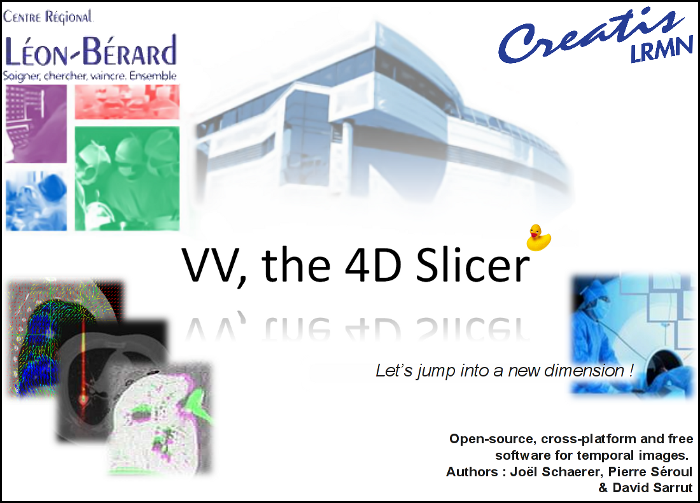 Centre Régional
Léon-Bérard
Soigner, chercher, vaincre. Ensemble
Creatis
LRMN
VV, the 4D Slicer
Let's jump into a new dimension !
Open-source, cross-platform and free
software for temporal images.
Authors : Joël Schaerer, Pierre Séroul
& David Sarrut